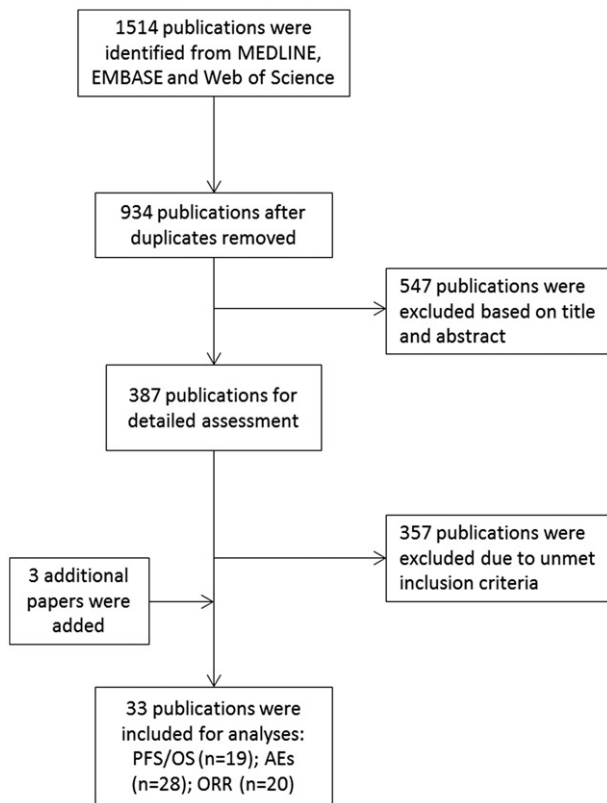 1514 publications were
identified from MEDLINE,
EMBASE and Web of Science
934 publications after
duplicates removed
547 publications were
excluded based on title
and abstract
387 publications for
detailed assessment
357 publications were
excluded due to unmet
inclusion criteria
3 additional
papers were
added
33 publications were
included for analyses:
PFS/OS (n=19); AEs
(n=28); ORR (n=20)